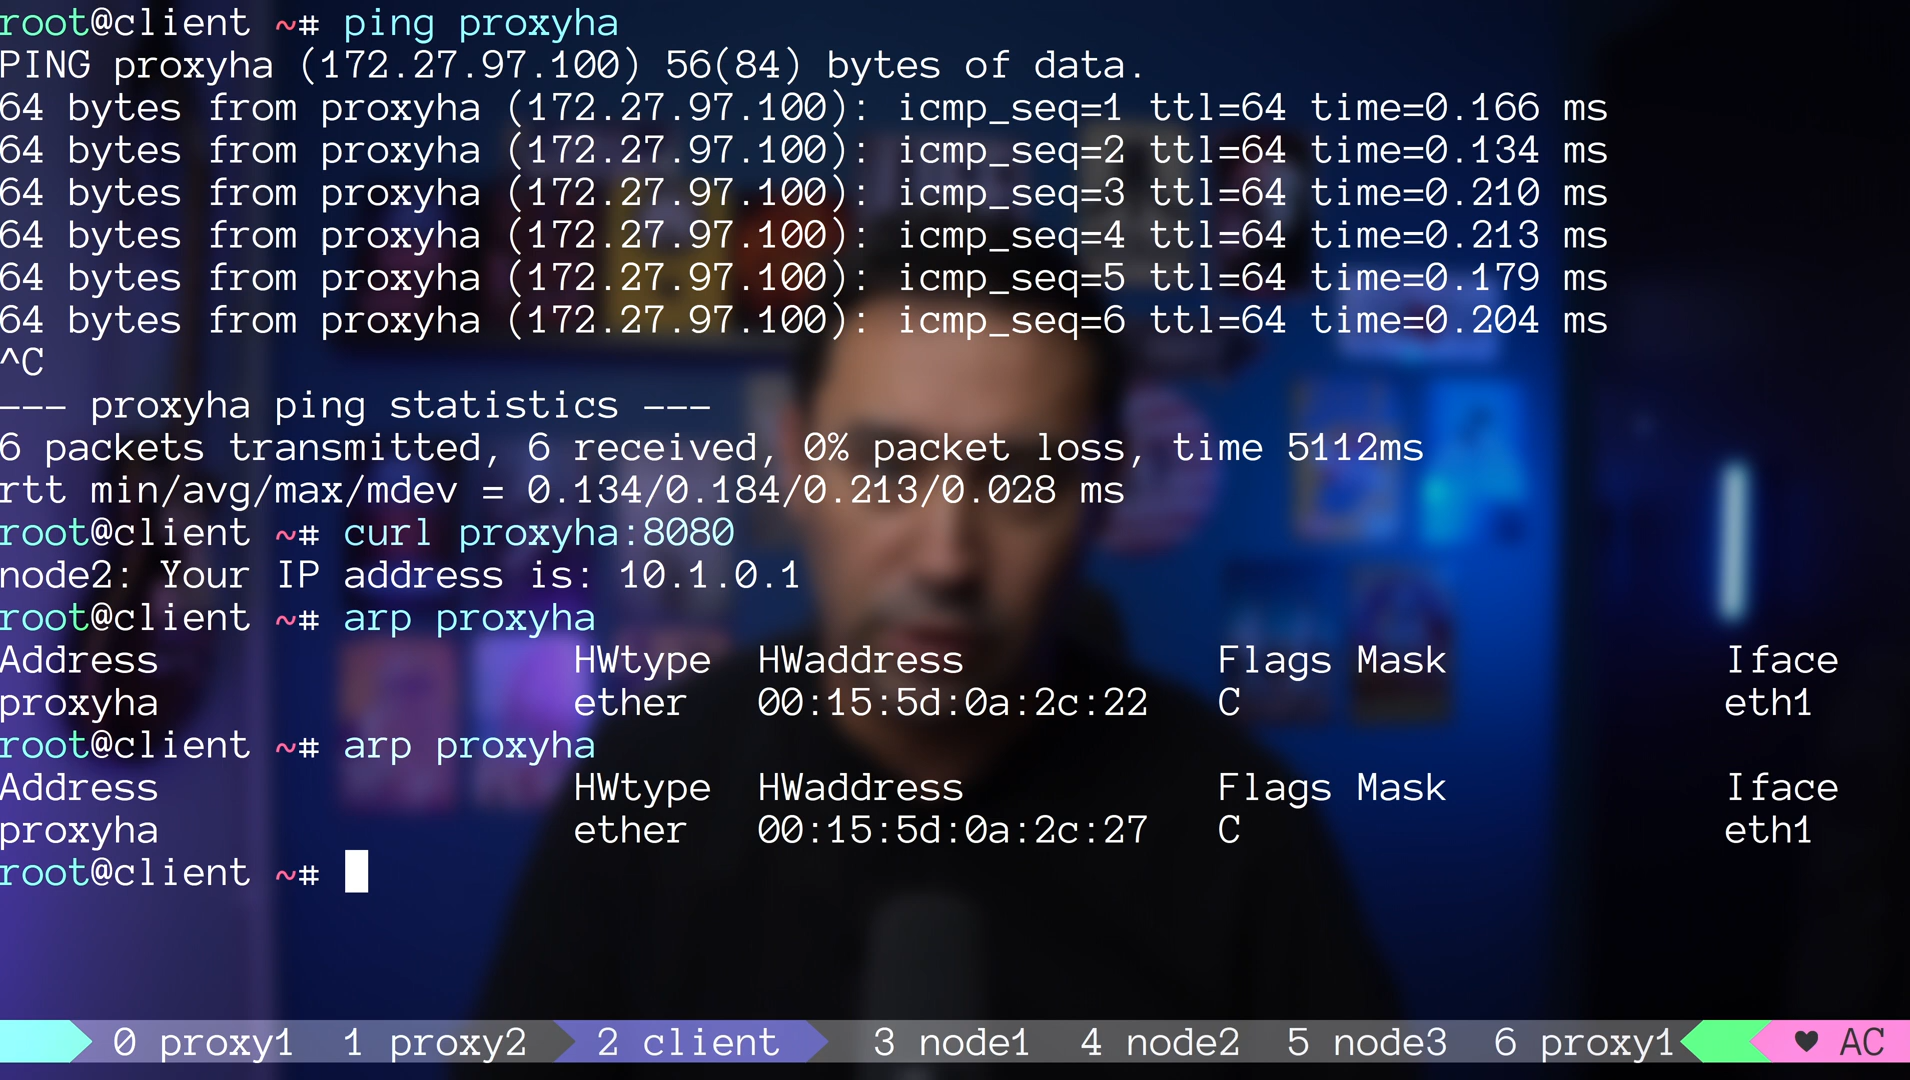 root@client ~# ping proxyha
PING proxyha (172.27.97.100) 56(84) bytes of data.
64 bytes from proxyha (172.27.97.100): icmp_seq=1 ttl=64 time=0.166 ms
64 bytes from proxyha (172.27.97.100): icmp_seq=2 ttl=64 time=0.134 ms
64 bytes from proxyha (172.27.97.100): icmp_seq=3 ttl=64 time=0.210 ms
64 bytes from proxyha (172.27.97.100): icmp_seq=4 ttl=64 time=0.213 ms
64 bytes from proxyha (172.27.97.100): icmp_seq=5 ttl=64 time=0.179 ms
64 bytes from proxyha (172.27.97.100): icmp_seq=6 ttl=64 time=0.204 ms
^C
--- proxyha ping statistics ---
6 packets transmitted, 6 received, 0% packet loss, time 5112ms
rtt min/avg/max/mdev = 0.134/0.184/0.213/0.028 ms
root@client ~# curl proxyha:8080
node2: Your IP address is: 10.1.0.1
root@client ~# arp proxyha
Address HWtype HWaddress Flags Mask Iface
proxyha ether 00:15:5d:0a:2c:22 C eth1
root@client ~# arp proxyha
Address HWtype HWaddress Flags Mask Iface
proxyha ether 00:15:5d:0a:2c:27 C eth1
root@client ~#
0 proxy1 1 proxy2 2 client 3 node1 4 node2 5 node3 6 proxy1 ♥ AC